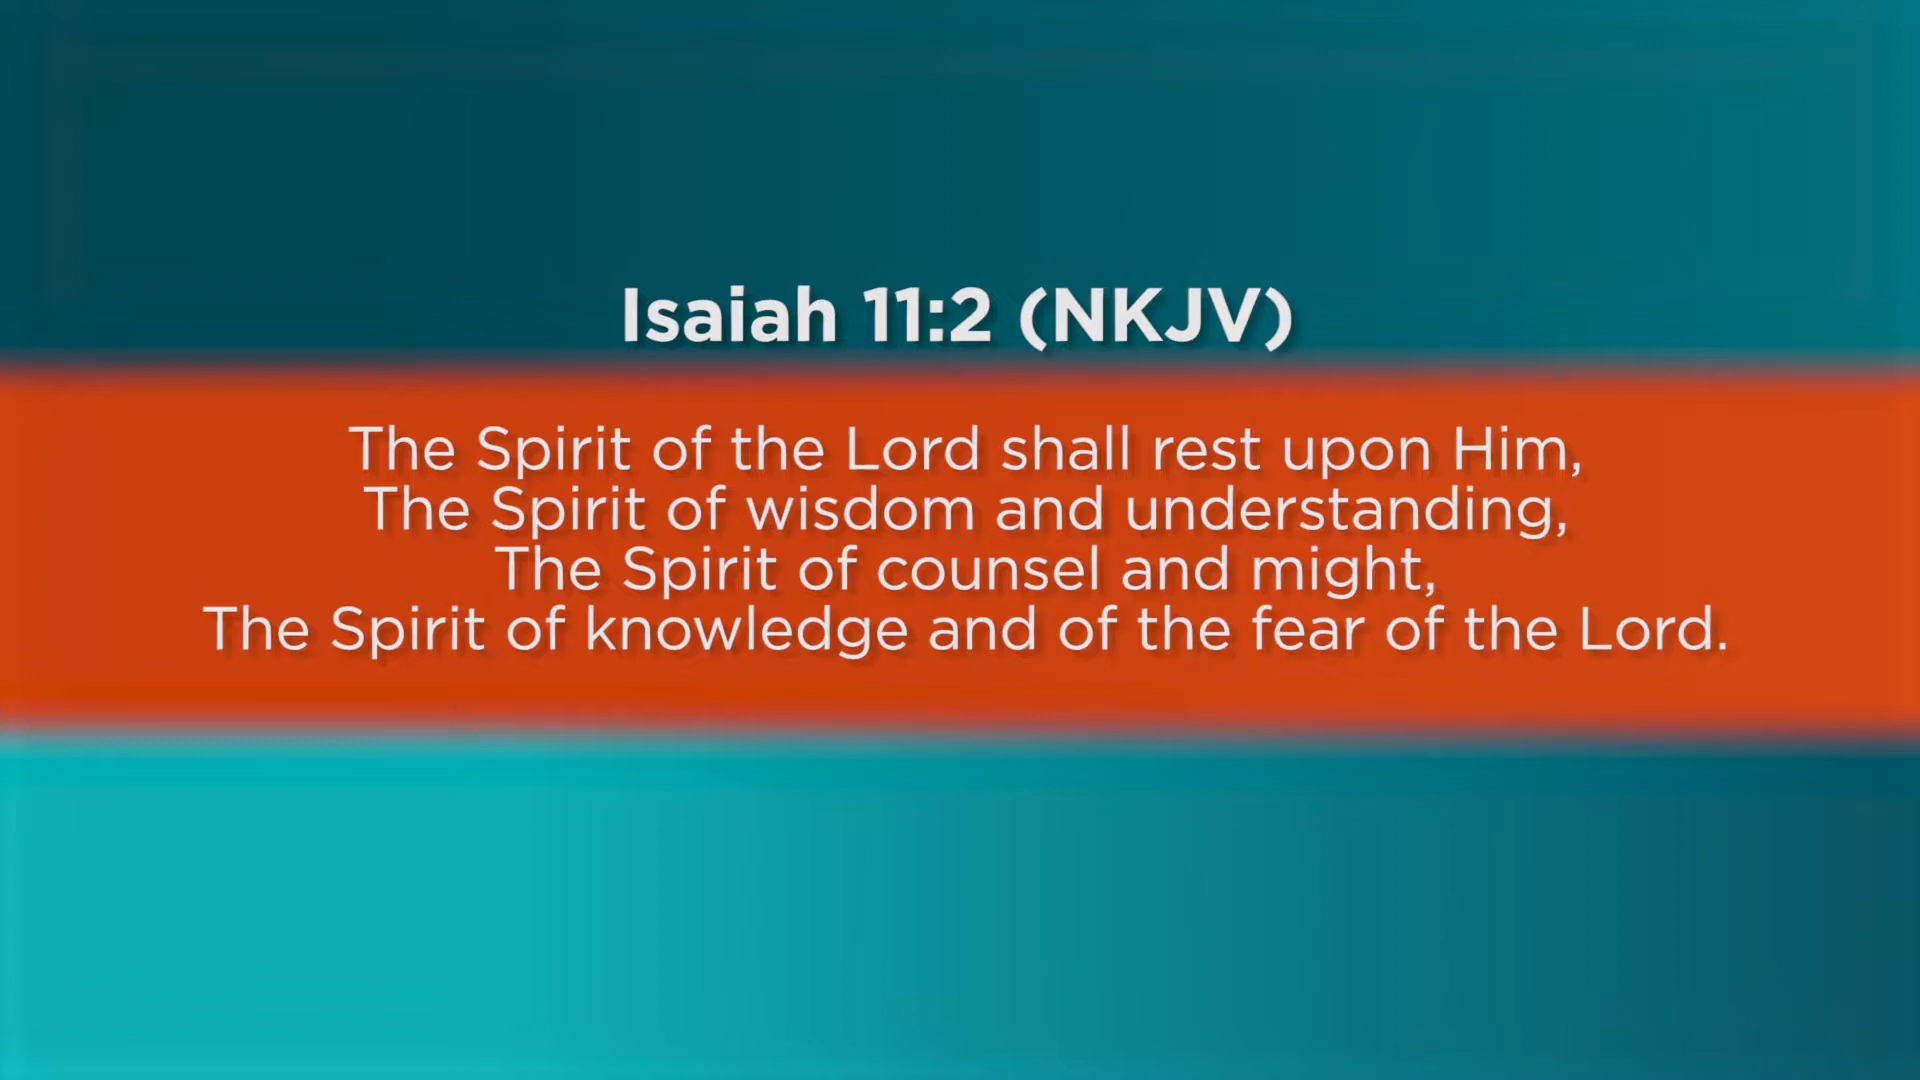 Isaiah 11:2 (NKJV)
The Spirit of the Lord shall rest upon Him,
The Spirit of wisdom and understanding,
The Spirit of counsel and might,
The Spirit of knowledge and of the fear of the Lord.